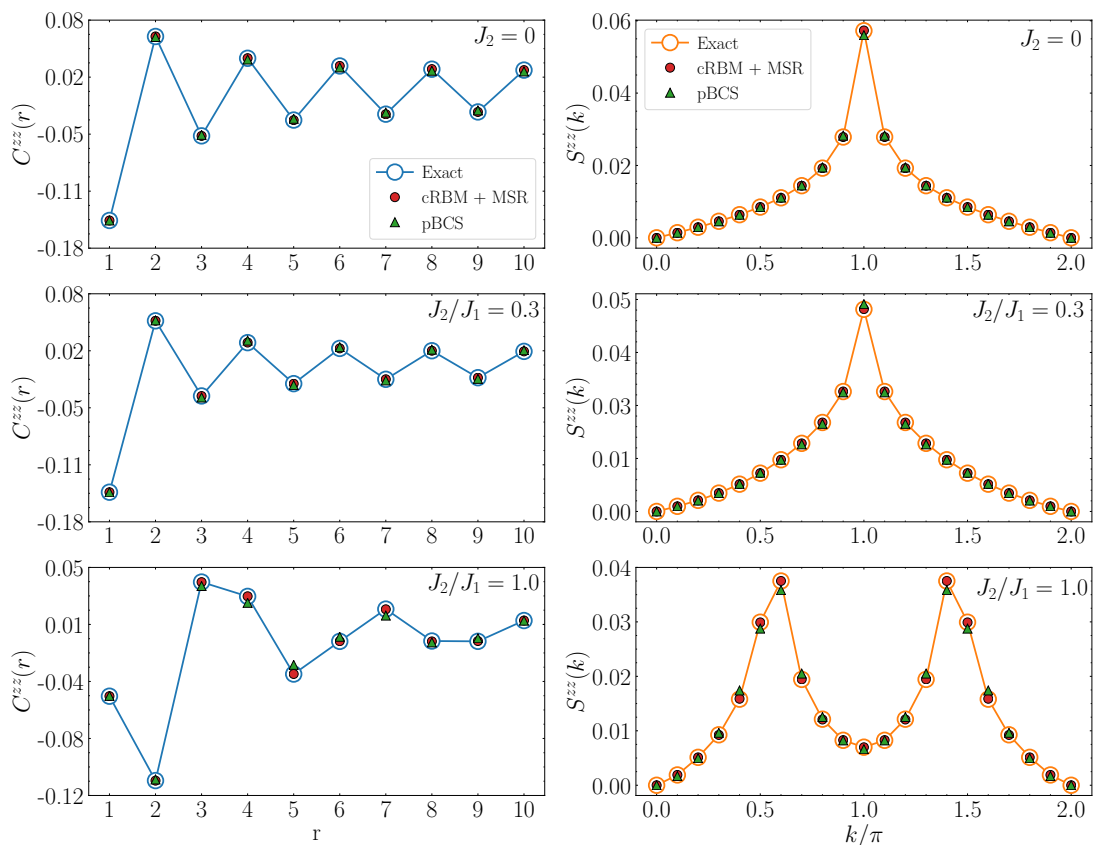 0.08
0.02
-0.05
-0.11
-0.18
C^{zz}(r)
J_2 = 0
Exact
cRBM + MSR
pBCS
1 2 3 4 5 6 7 8 9 10
0.06
0.04
0.02
0.00
S^{zz}(k)
Exact
cRBM + MSR
pBCS
J_2 = 0
0.0 0.5 1.0 1.5 2.0
0.08
0.02
-0.05
-0.11
-0.18
C^{zz}(r)
J_2/J_1 = 0.3
1 2 3 4 5 6 7 8 9 10
0.05
0.04
0.03
0.01
0.00
S^{zz}(k)
J_2/J_1 = 0.3
0.0 0.5 1.0 1.5 2.0
0.05
0.01
-0.04
-0.08
-0.12
C^{zz}(r)
J_2/J_1 = 1.0
1 2 3 4 5 6 7 8 9 10
r
0.04
0.03
0.02
0.01
0.00
S^{zz}(k)
J_2/J_1 = 1.0
0.0 0.5 1.0 1.5 2.0
k/π